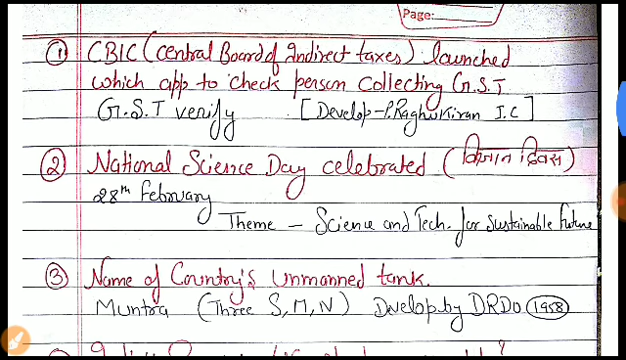 Page:
① CBIC (Central Board of Indirect taxes) launched
which app to check person Collecting G.S.T
G.S.T verify [Develop-P.Raghu Kiran I.C]
② National Science Day celebrated (विज्ञान दिवस)
28th February
Theme - Science and Tech. for Sustainable Future
③ Name of Country's Unmanned tank.
Muntra (Three S, M, N) Develop by DRDO (1958)